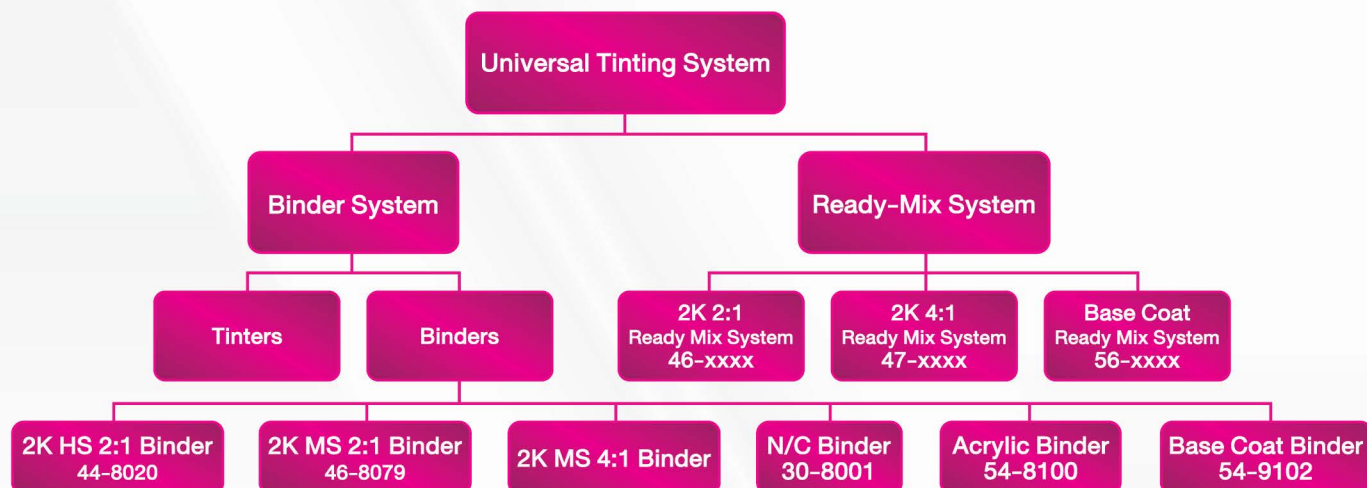 Universal Tinting System
Binder System
Ready-Mix System
Tinters
Binders
2K 2:1
Ready Mix System
46-xxxx
2K 4:1
Ready Mix System
47-xxxx
Base Coat
Ready Mix System
56-xxxx
2K HS 2:1 Binder
44-8020
2K MS 2:1 Binder
46-8079
2K MS 4:1 Binder
N/C Binder
30-8001
Acrylic Binder
54-8100
Base Coat Binder
54-9102